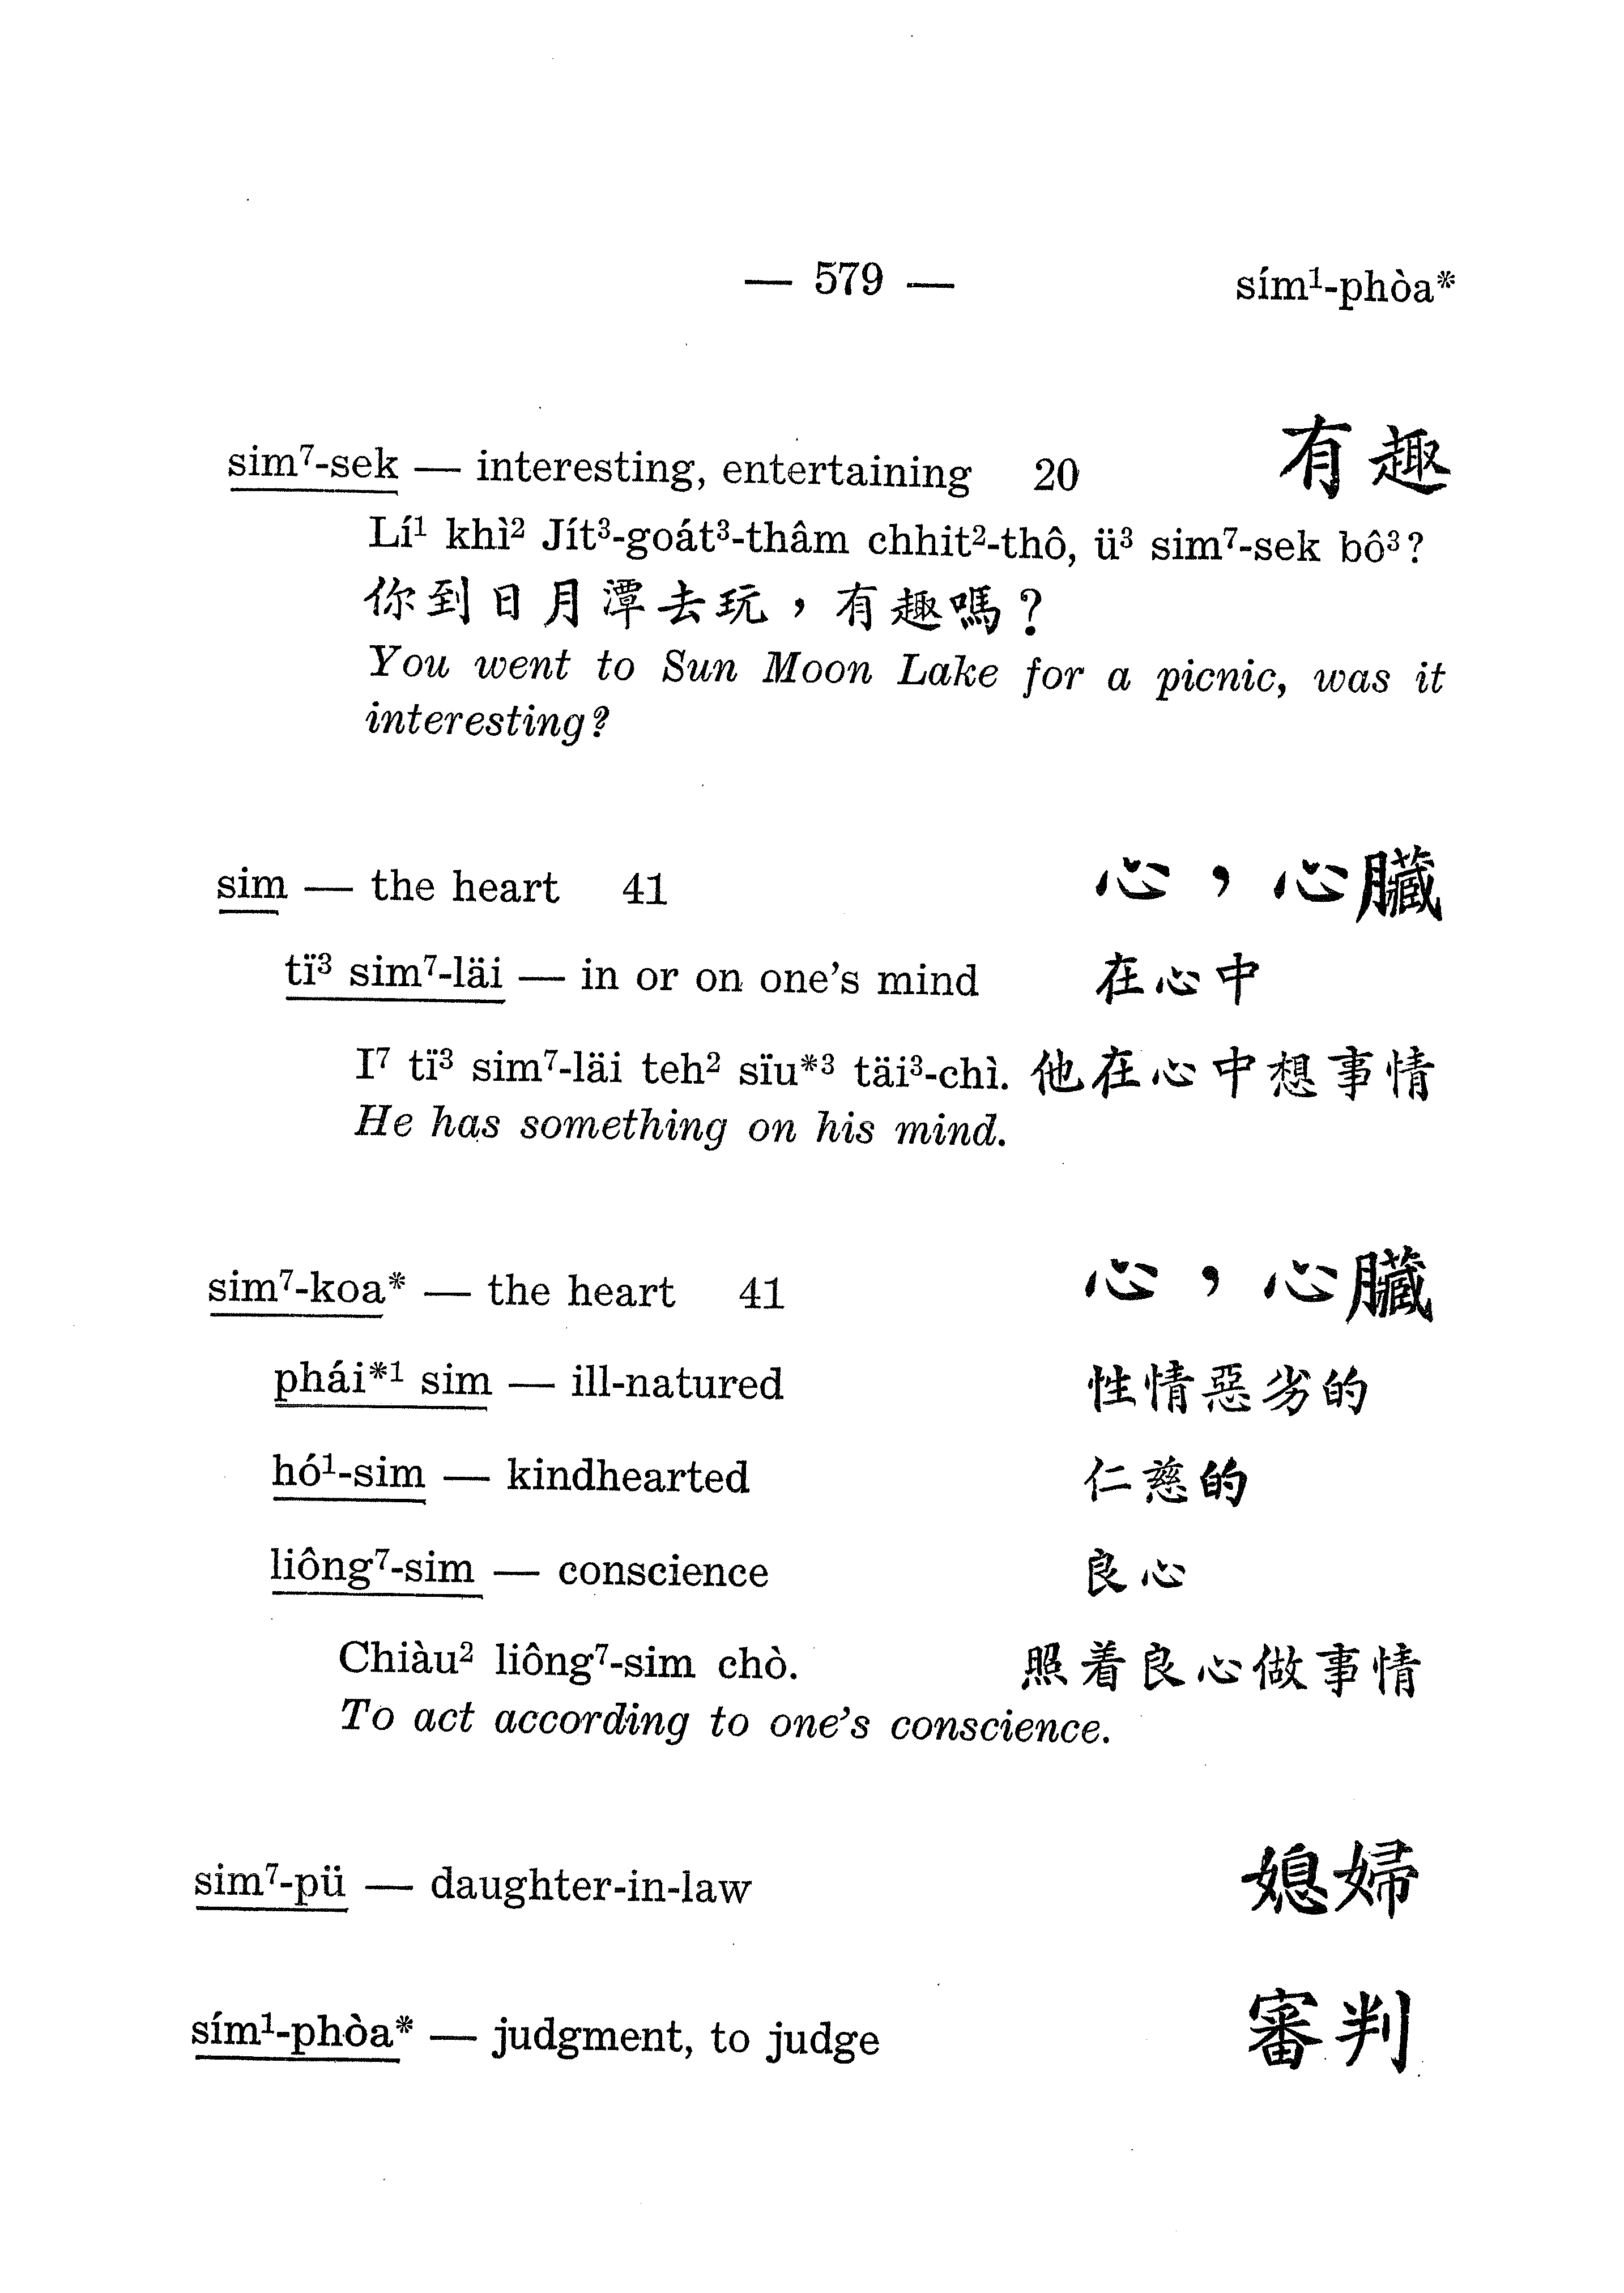 — 579 — sím¹-phòa*
sim⁷-sek — interesting, entertaining 20 有趣
Lí¹ khì² Jít³-goát³-thâm chhit²-thô, ü³ sim⁷-sek bô³?
你到日月潭去玩，有趣嗎？
You went to Sun Moon Lake for a picnic, was it
interesting?
sim — the heart 41 心，心臟
tï³ sim⁷-läi — in or on one's mind 在心中
I⁷ tï³ sim⁷-läi teh² sïu*³ täi³-chì. 他在心中想事情
He has something on his mind.
sim⁷-koa* — the heart 41 心，心臟
phái*¹ sim — ill-natured 性情惡劣的
hó¹-sim — kindhearted 仁慈的
liông⁷-sim — conscience 良心
Chiàu² liông⁷-sim chò. 照着良心做事情
To act according to one's conscience.
sim⁷-pü — daughter-in-law 媳婦
sím¹-phòa* — judgment, to judge 審判